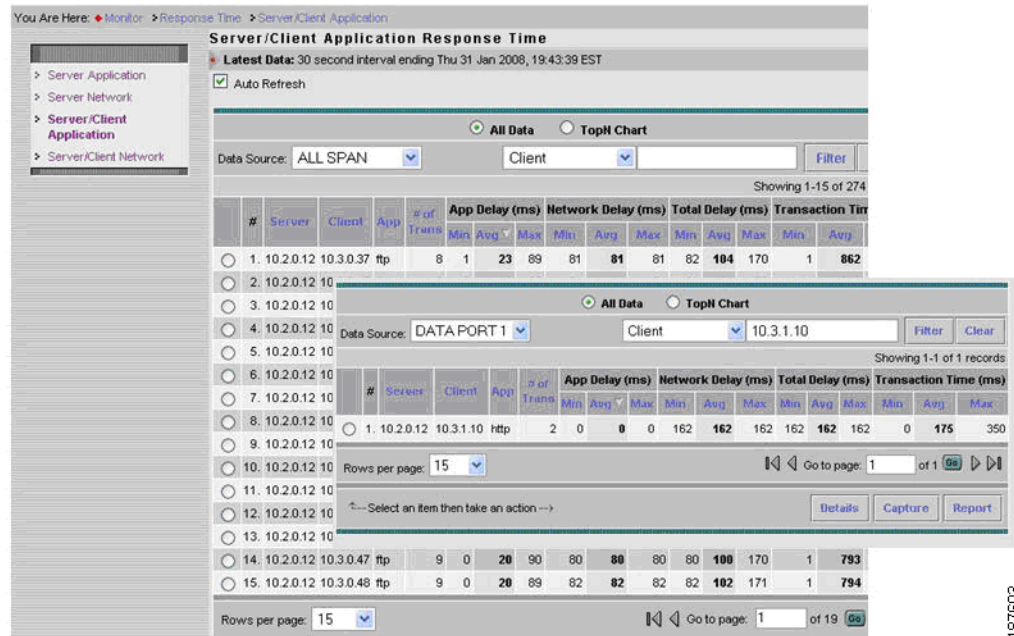 You Are Here: Monitor > Response Time > Server/Client Application
> Server Application
> Server Network
> Server/Client Application
> Server/Client Network
Server/Client Application Response Time
Latest Data: 30 second interval ending Thu 31 Jan 2008, 19:43:39 EST
Auto Refresh
All Data TopN Chart
Data Source: ALL SPAN Client Filter
Showing 1-15 of 274
App Delay (ms) Network Delay (ms) Total Delay (ms) Transaction Tim
# Server Client App # of Trans Min Avg Max Min Avg Max Min Avg Max Min Avg
1. 10.2.0.12 10.3.0.37 ftp 8 1 23 89 81 81 81 82 104 170 1 862
2. 10.2.0.12 10
3. 10.2.0.12 10
4. 10.2.0.12 10
5. 10.2.0.12 10
6. 10.2.0.12 10
7. 10.2.0.12 10
8. 10.2.0.12 10
9. 10.2.0.12 10
10. 10.2.0.12 10
11. 10.2.0.12 10
12. 10.2.0.12 10
13. 10.2.0.12 10
14. 10.2.0.12 10.3.0.47 ftp 9 0 20 90 80 80 80 80 100 170 1 793
15. 10.2.0.12 10.3.0.48 ftp 9 0 20 89 82 82 82 82 102 171 1 794
Rows per page: 15 Go to page: 1 of 19 Go
All Data TopN Chart
Data Source: DATA PORT 1 Client 10.3.1.10 Filter Clear
Showing 1-1 of 1 records
App Delay (ms) Network Delay (ms) Total Delay (ms) Transaction Time (ms)
# Server Client App # of Trans Min Avg Max Min Avg Max Min Avg Max Min Avg Max
1. 10.2.0.12 10.3.1.10 http 2 0 0 0 162 162 162 162 162 162 0 175 350
Rows per page: 15 Go to page: 1 of 1 Go
Select an item then take an action --> Details Capture Report